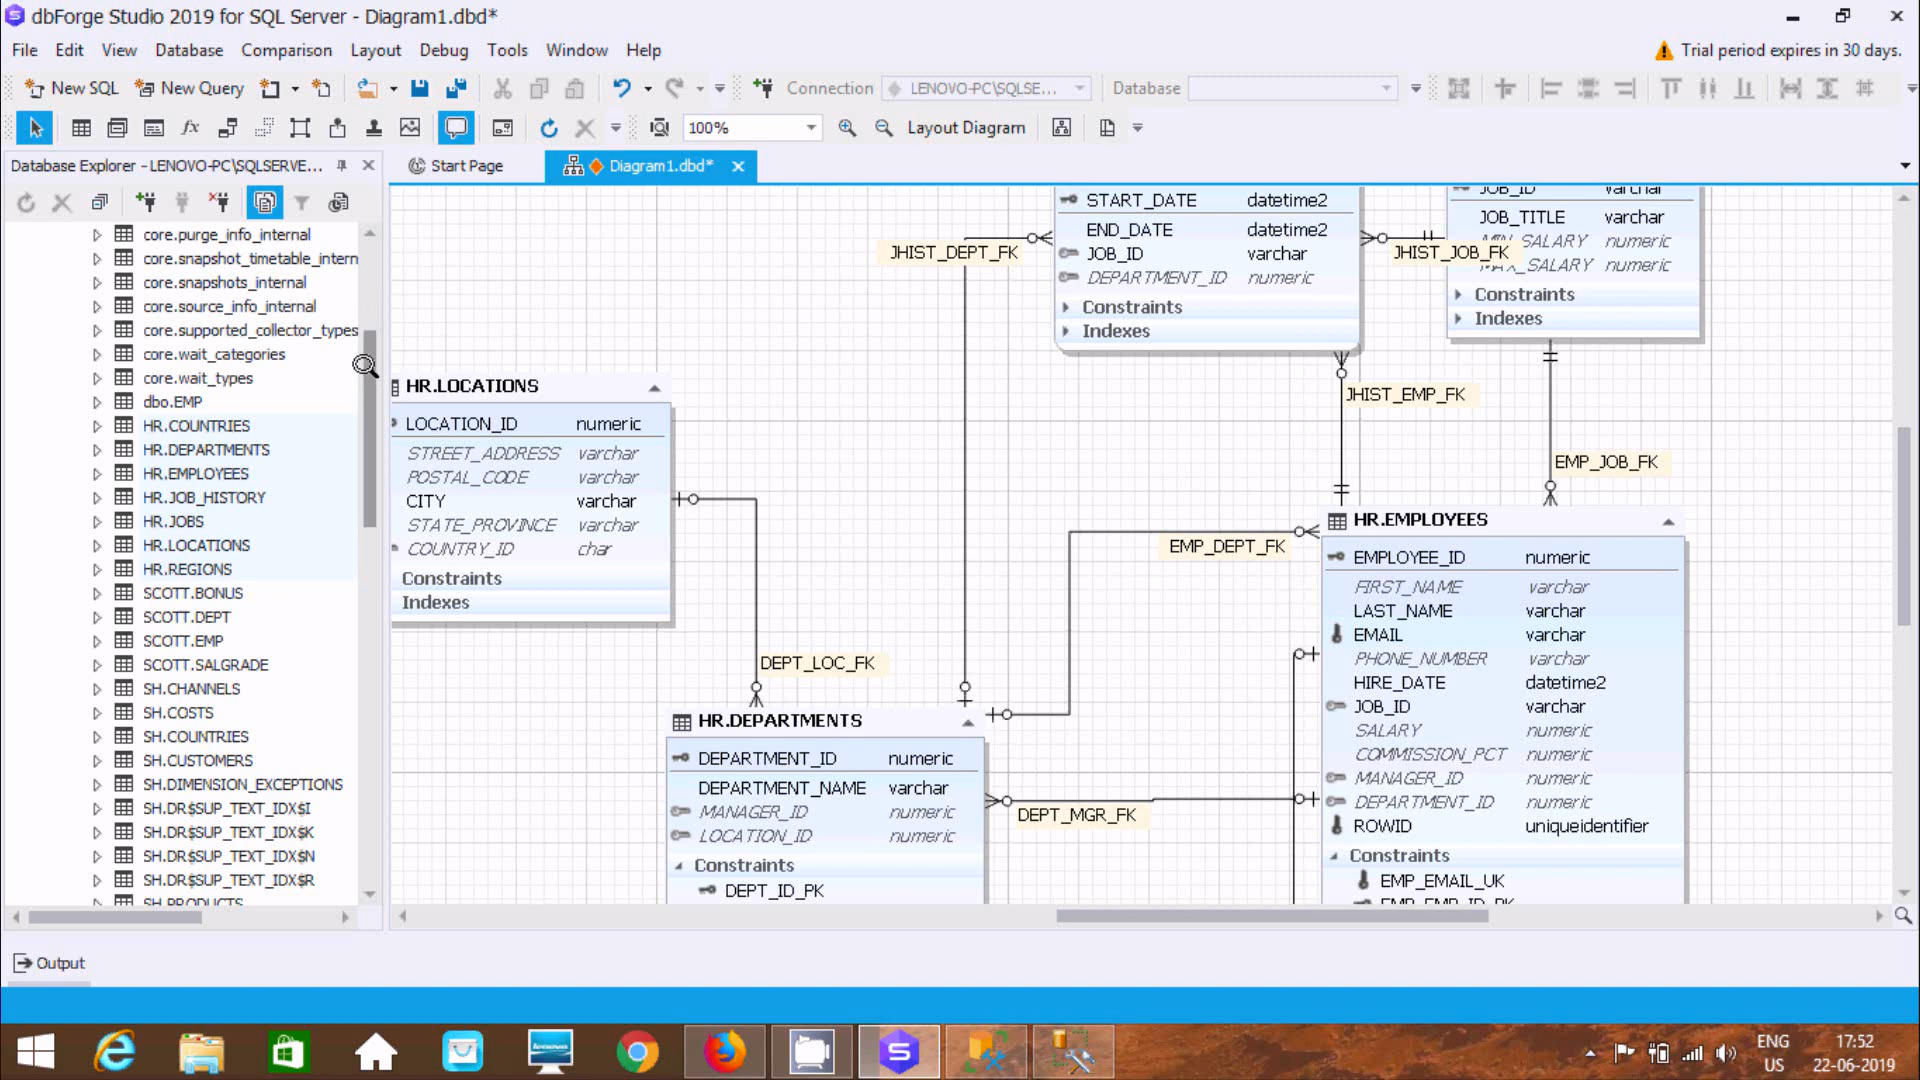 dbForge Studio 2019 for SQL Server - Diagram1.dbd*
File Edit View Database Comparison Layout Debug Tools Window Help
Trial period expires in 30 days.
New SQL New Query Connection LENOVO-PC\SQLSE... Database
fx 100% Layout Diagram
Database Explorer - LENOVO-PC\SQLSERVE...
Start Page Diagram1.dbd*
core.purge_info_internal
core.snapshot_timetable_intern
core.snapshots_internal
core.source_info_internal
core.supported_collector_types
core.wait_categories
core.wait_types
dbo.EMP
HR.COUNTRIES
HR.DEPARTMENTS
HR.EMPLOYEES
HR.JOB_HISTORY
HR.JOBS
HR.LOCATIONS
HR.REGIONS
SCOTT.BONUS
SCOTT.DEPT
SCOTT.EMP
SCOTT.SALGRADE
SH.CHANNELS
SH.COSTS
SH.COUNTRIES
SH.CUSTOMERS
SH.DIMENSION_EXCEPTIONS
SH.DR$SUP_TEXT_IDX$I
SH.DR$SUP_TEXT_IDX$K
SH.DR$SUP_TEXT_IDX$N
SH.DR$SUP_TEXT_IDX$R
SH.PRODUCTS
START_DATE datetime2
END_DATE datetime2
JOB_ID varchar
DEPARTMENT_ID numeric
Constraints
Indexes
JOB_ID varchar
JOB_TITLE varchar
MIN_SALARY numeric
MAX_SALARY numeric
Constraints
Indexes
JHIST_DEPT_FK
JHIST_JOB_FK
JHIST_EMP_FK
EMP_JOB_FK
EMP_DEPT_FK
DEPT_LOC_FK
DEPT_MGR_FK
HR.LOCATIONS
LOCATION_ID numeric
STREET_ADDRESS varchar
POSTAL_CODE varchar
CITY varchar
STATE_PROVINCE varchar
COUNTRY_ID char
Constraints
Indexes
HR.DEPARTMENTS
DEPARTMENT_ID numeric
DEPARTMENT_NAME varchar
MANAGER_ID numeric
LOCATION_ID numeric
Constraints
DEPT_ID_PK
HR.EMPLOYEES
EMPLOYEE_ID numeric
FIRST_NAME varchar
LAST_NAME varchar
EMAIL varchar
PHONE_NUMBER varchar
HIRE_DATE datetime2
JOB_ID varchar
SALARY numeric
COMMISSION_PCT numeric
MANAGER_ID numeric
DEPARTMENT_ID numeric
ROWID uniqueidentifier
Constraints
EMP_EMAIL_UK
EMP_EMP_ID_PK
Output
lenovo
ENG
US
17:52
22-06-2019